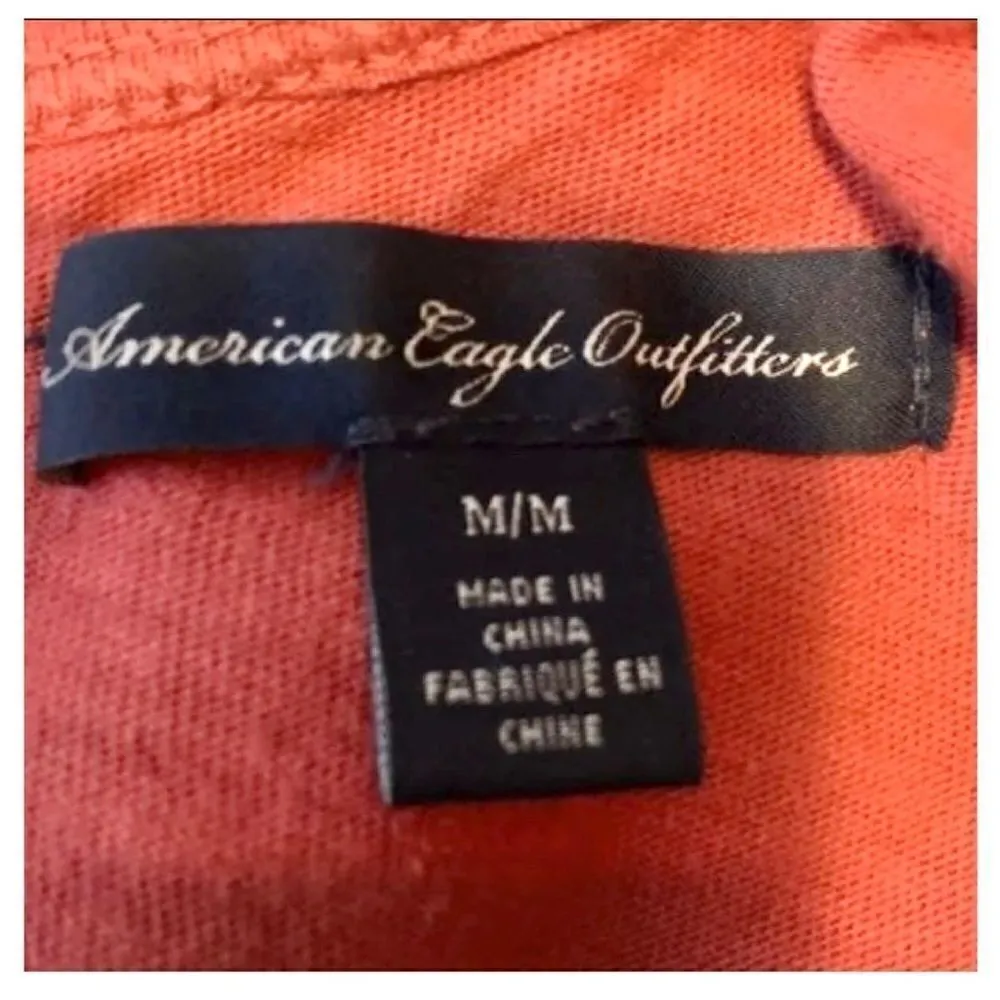 American Eagle Outfitters
M/M
MADE IN
CHINA
FABRIQUÉ EN
CHINE